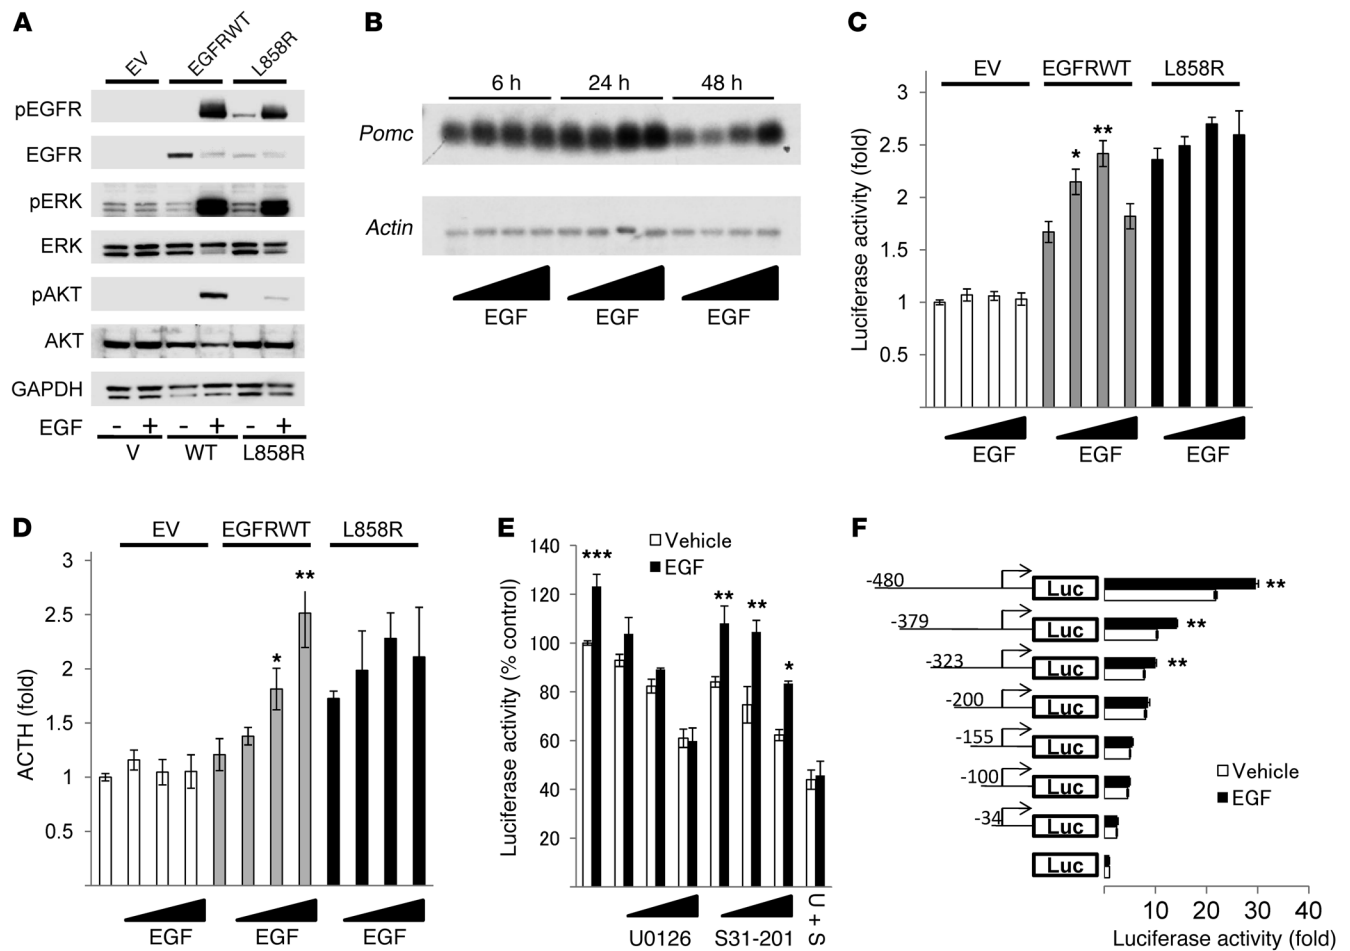 A
EV
EGFRWT
L858R
pEGFR
EGFR
pERK
ERK
pAKT
AKT
GAPDH
EGF - + - + - +
V WT L858R
B
6 h 24 h 48 h
Pomc
Actin
EGF EGF EGF
C
EV EGFRWT L858R
Luciferase activity (fold)
3
2.5
2
1.5
1
0.5
* **
EGF EGF EGF
D
EV EGFRWT L858R
ACTH (fold)
3
2.5
2
1.5
1
0.5
* **
EGF EGF EGF
E
Vehicle
EGF
Luciferase activity (% control)
140
120
100
80
60
40
20
*** ** ** *
U0126 S31-201 U + S
F
-480 Luc **
-379 Luc **
-323 Luc **
-200 Luc
-155 Luc
-100 Luc
-34 Luc
Luc
Vehicle
EGF
10 20 30 40
Luciferase activity (fold)